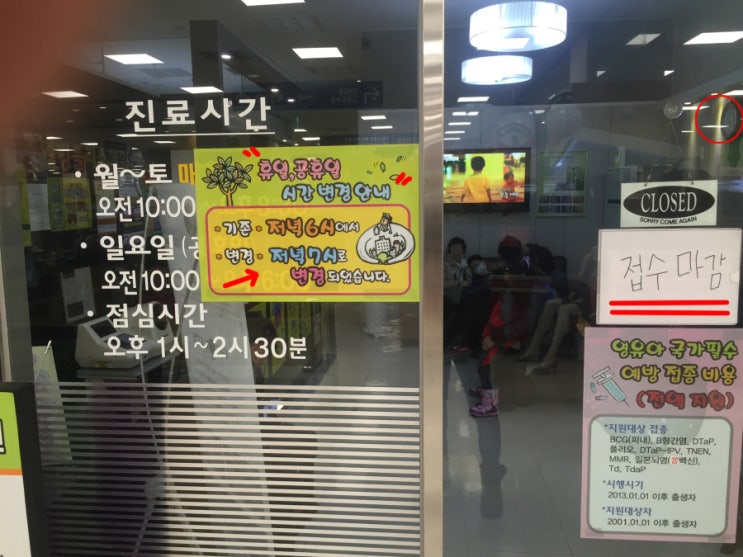 진료시간
• 월~토
오전10:00
• 일요일(공
오전10:00
• 점심시간
오후 1시~2시30분
휴일,공휴일
시간 변경 안내
*기존* 저녁 6시에서
*변경* 저녁 7시로
변경 되었습니다.
CLOSED
SORRY COME AGAIN
접수 마감
영유아 국가필수
예방 접종 비용
(전액 지원)
*지원대상 접종
BCG(피내), B형간염, DTaP,
폴리오, DTaP-IPV, TNEN,
MMR, 일본뇌염(생백신),
Td, TdaP
*시행시기
2013.01.01 이후 출생자
*지원대상자
2001.01.01 이후 출생자